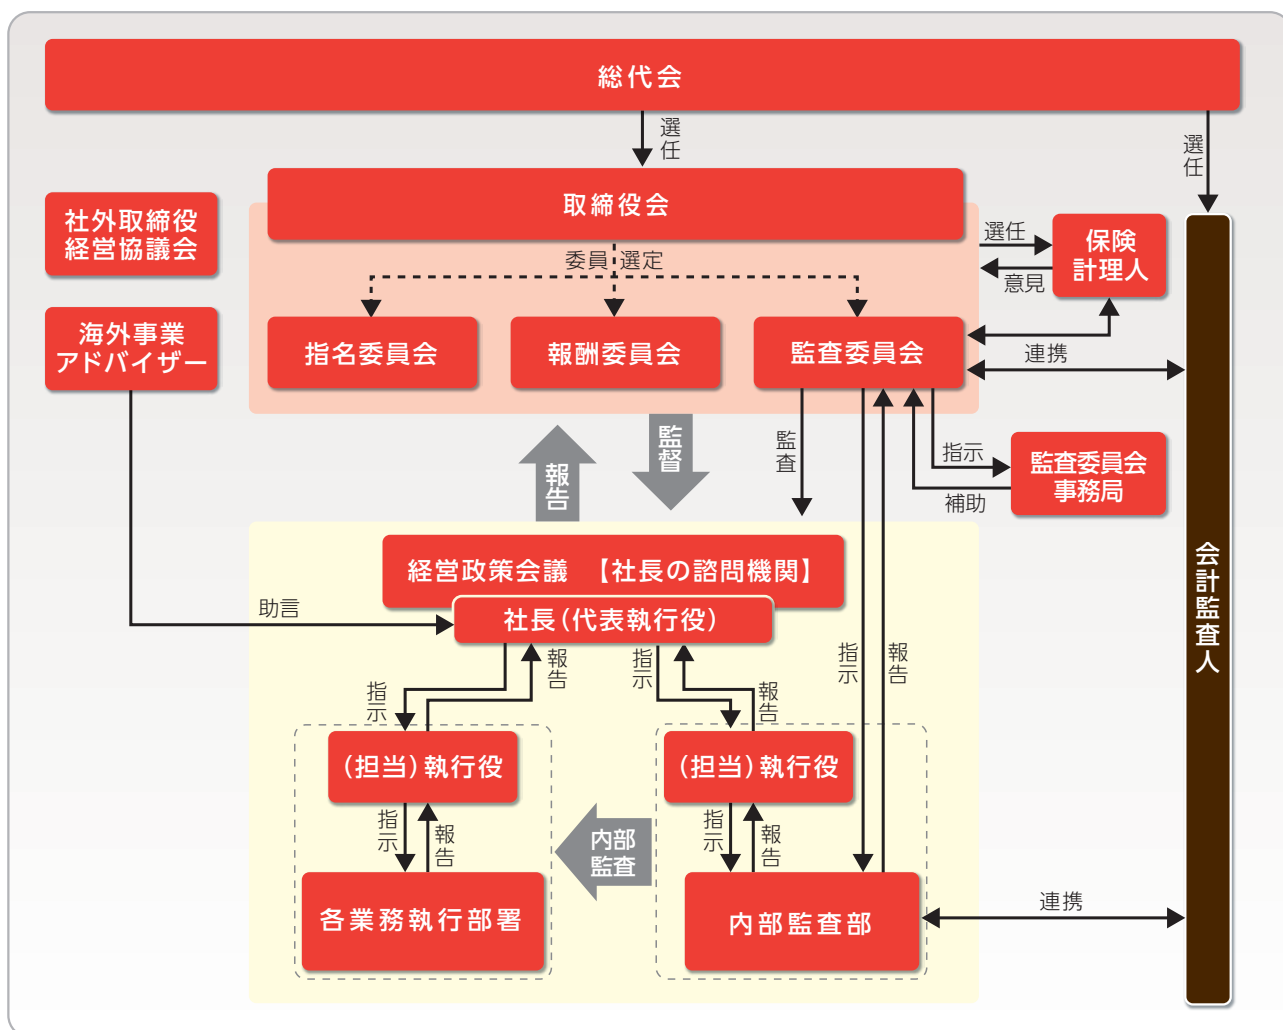 総代会
選任
選任
取締役会
社外取締役
経営協議会
選任
意見
保険
計理人
委員 選定
海外事業
アドバイザー
指名委員会
報酬委員会
監査委員会
連携
報告
監督
監査
指示
補助
監査委員会
事務局
会計監査人
経営政策会議 【社長の諮問機関】
社長(代表執行役)
助言
指示
報告
指示
報告
指示
報告
(担当)執行役
(担当)執行役
指示
報告
内部
監査
指示
報告
各業務執行部署
内部監査部
連携